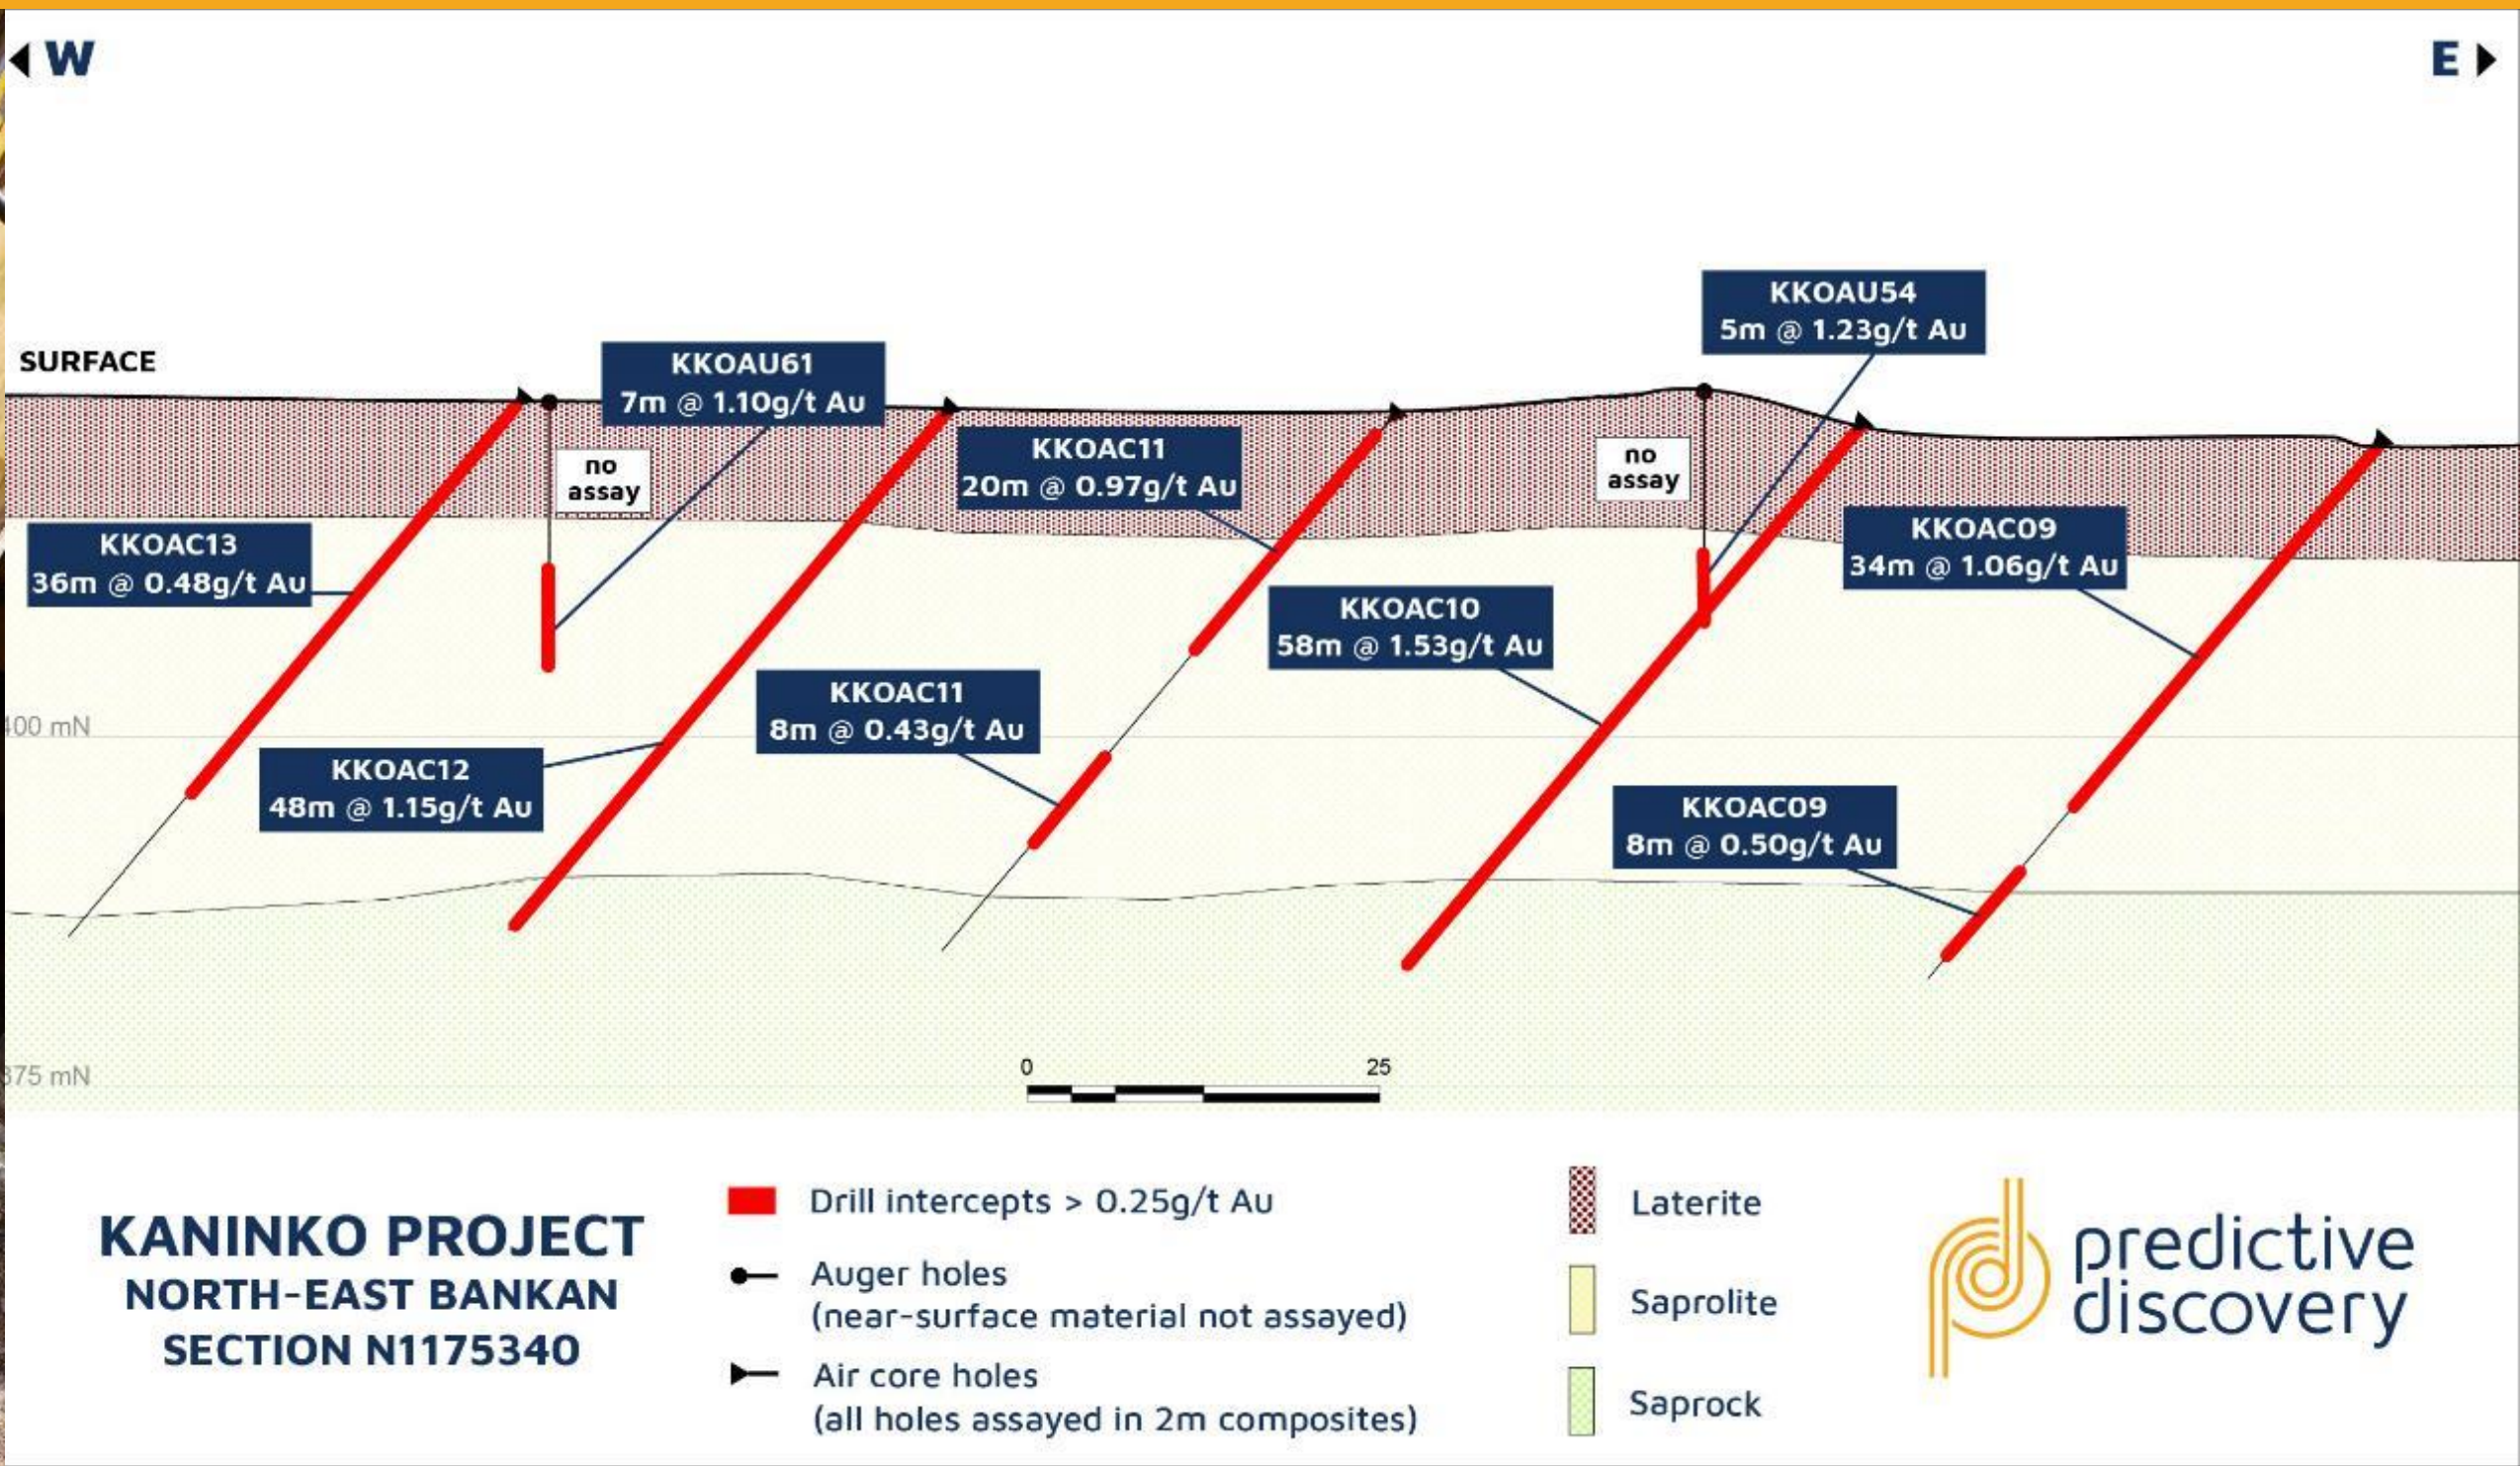 W
E
KKOAU54
5m @ 1.23g/t Au
SURFACE
KKOAU61
7m @ 1.10g/t Au
no
assay
KKOAC11
20m @ 0.97g/t Au
no
assay
KKOAC13
36m @ 0.48g/t Au
KKOAC09
34m @ 1.06g/t Au
KKOAC10
58m @ 1.53g/t Au
KKOAC11
8m @ 0.43g/t Au
400 mN
KKOAC12
48m @ 1.15g/t Au
KKOAC09
8m @ 0.50g/t Au
375 mN
0 25
KANINKO PROJECT
NORTH-EAST BANKAN
SECTION N1175340
Drill intercepts > 0.25g/t Au
Auger holes
(near-surface material not assayed)
Air core holes
(all holes assayed in 2m composites)
Laterite
Saprolite
Saprock
predictive
discovery